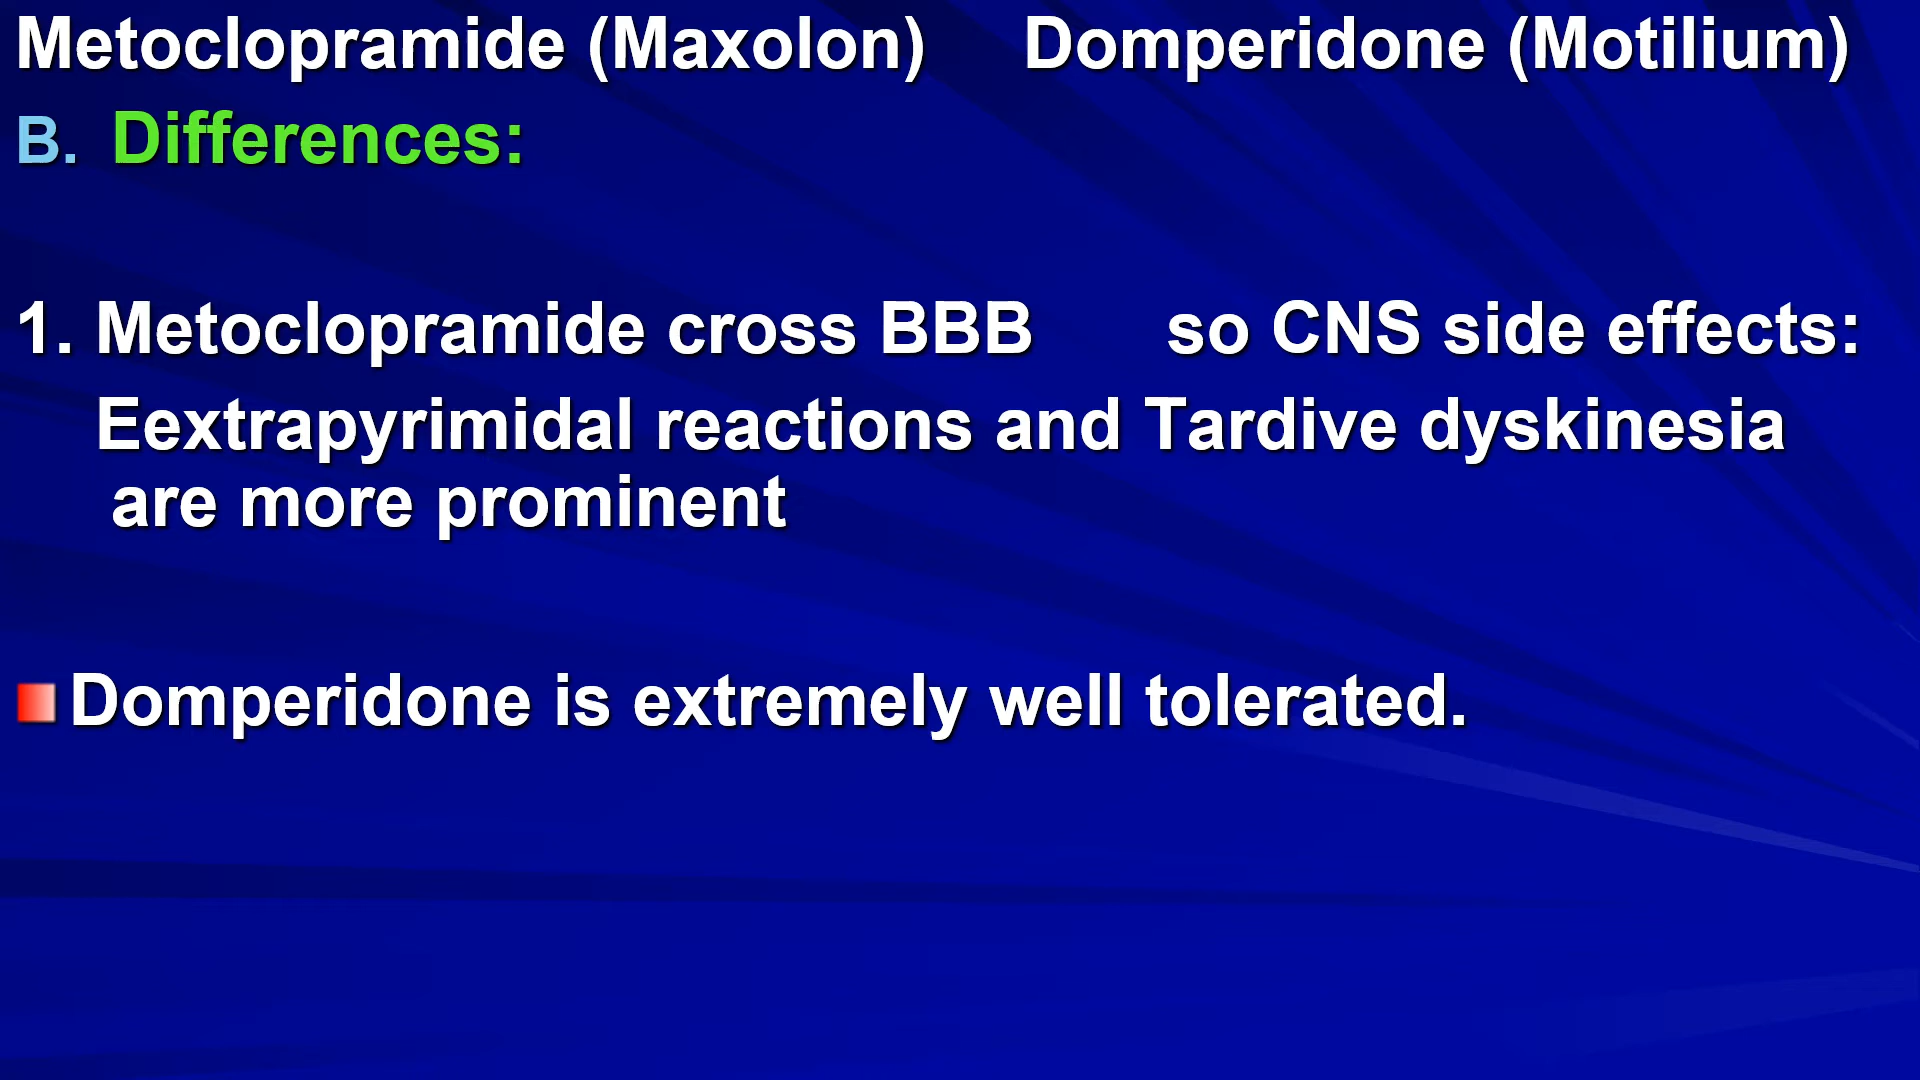 Metoclopramide (Maxolon) Domperidone (Motilium)
B. Differences:
1. Metoclopramide cross BBB so CNS side effects:
Eextrapyrimidal reactions and Tardive dyskinesia
are more prominent
Domperidone is extremely well tolerated.